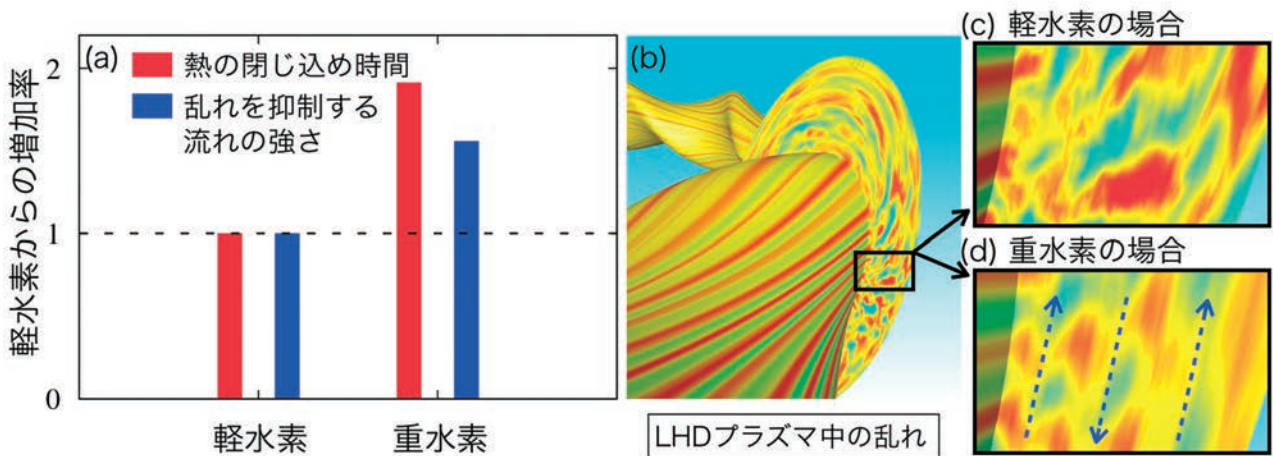 (a)
熱の閉じ込め時間
乱れを抑制する
流れの強さ
軽水素からの増加率
2
1
0
軽水素
重水素
(b)
LHDプラズマ中の乱れ
(c) 軽水素の場合
(d) 重水素の場合